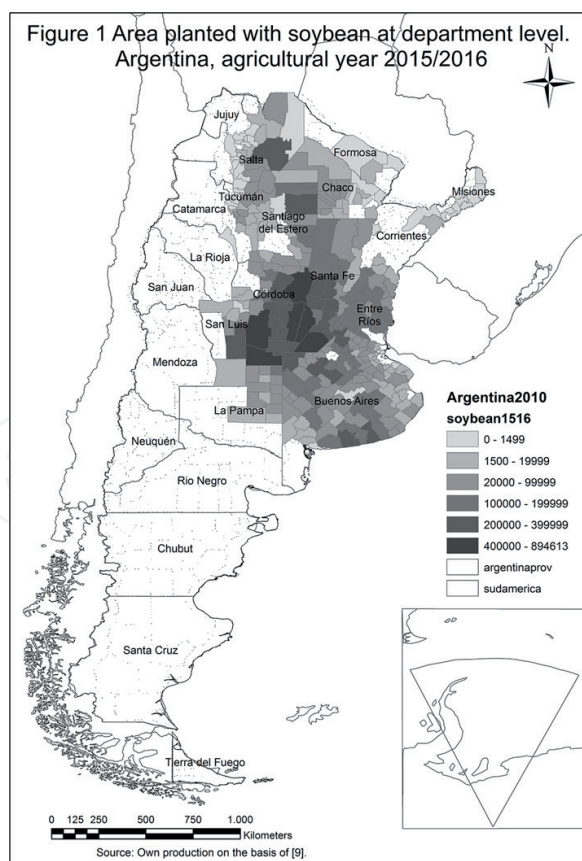 Figure 1 Area planted with soybean at department level.
Argentina, agricultural year 2015/2016
N
Jujuy
Salta
Formosa
Chaco
Misiones
Tucumán
Catamarca
Santiago
del Estero
Corrientes
La Rioja
Santa Fe
San Juan
Córdoba
Entre
Ríos
San Luis
Mendoza
Buenos Aires
La Pampa
Neuquén
Rio Negro
Chubut
Santa Cruz
Tierra del Fuego
Argentina2010
soybean1516
0 - 1499
1500 - 19999
20000 - 99999
100000 - 199999
200000 - 399999
400000 - 894613
argentinaprov
sudamerica
0 125 250 500 750 1.000
Kilometers
Source: Own production on the basis of [9].